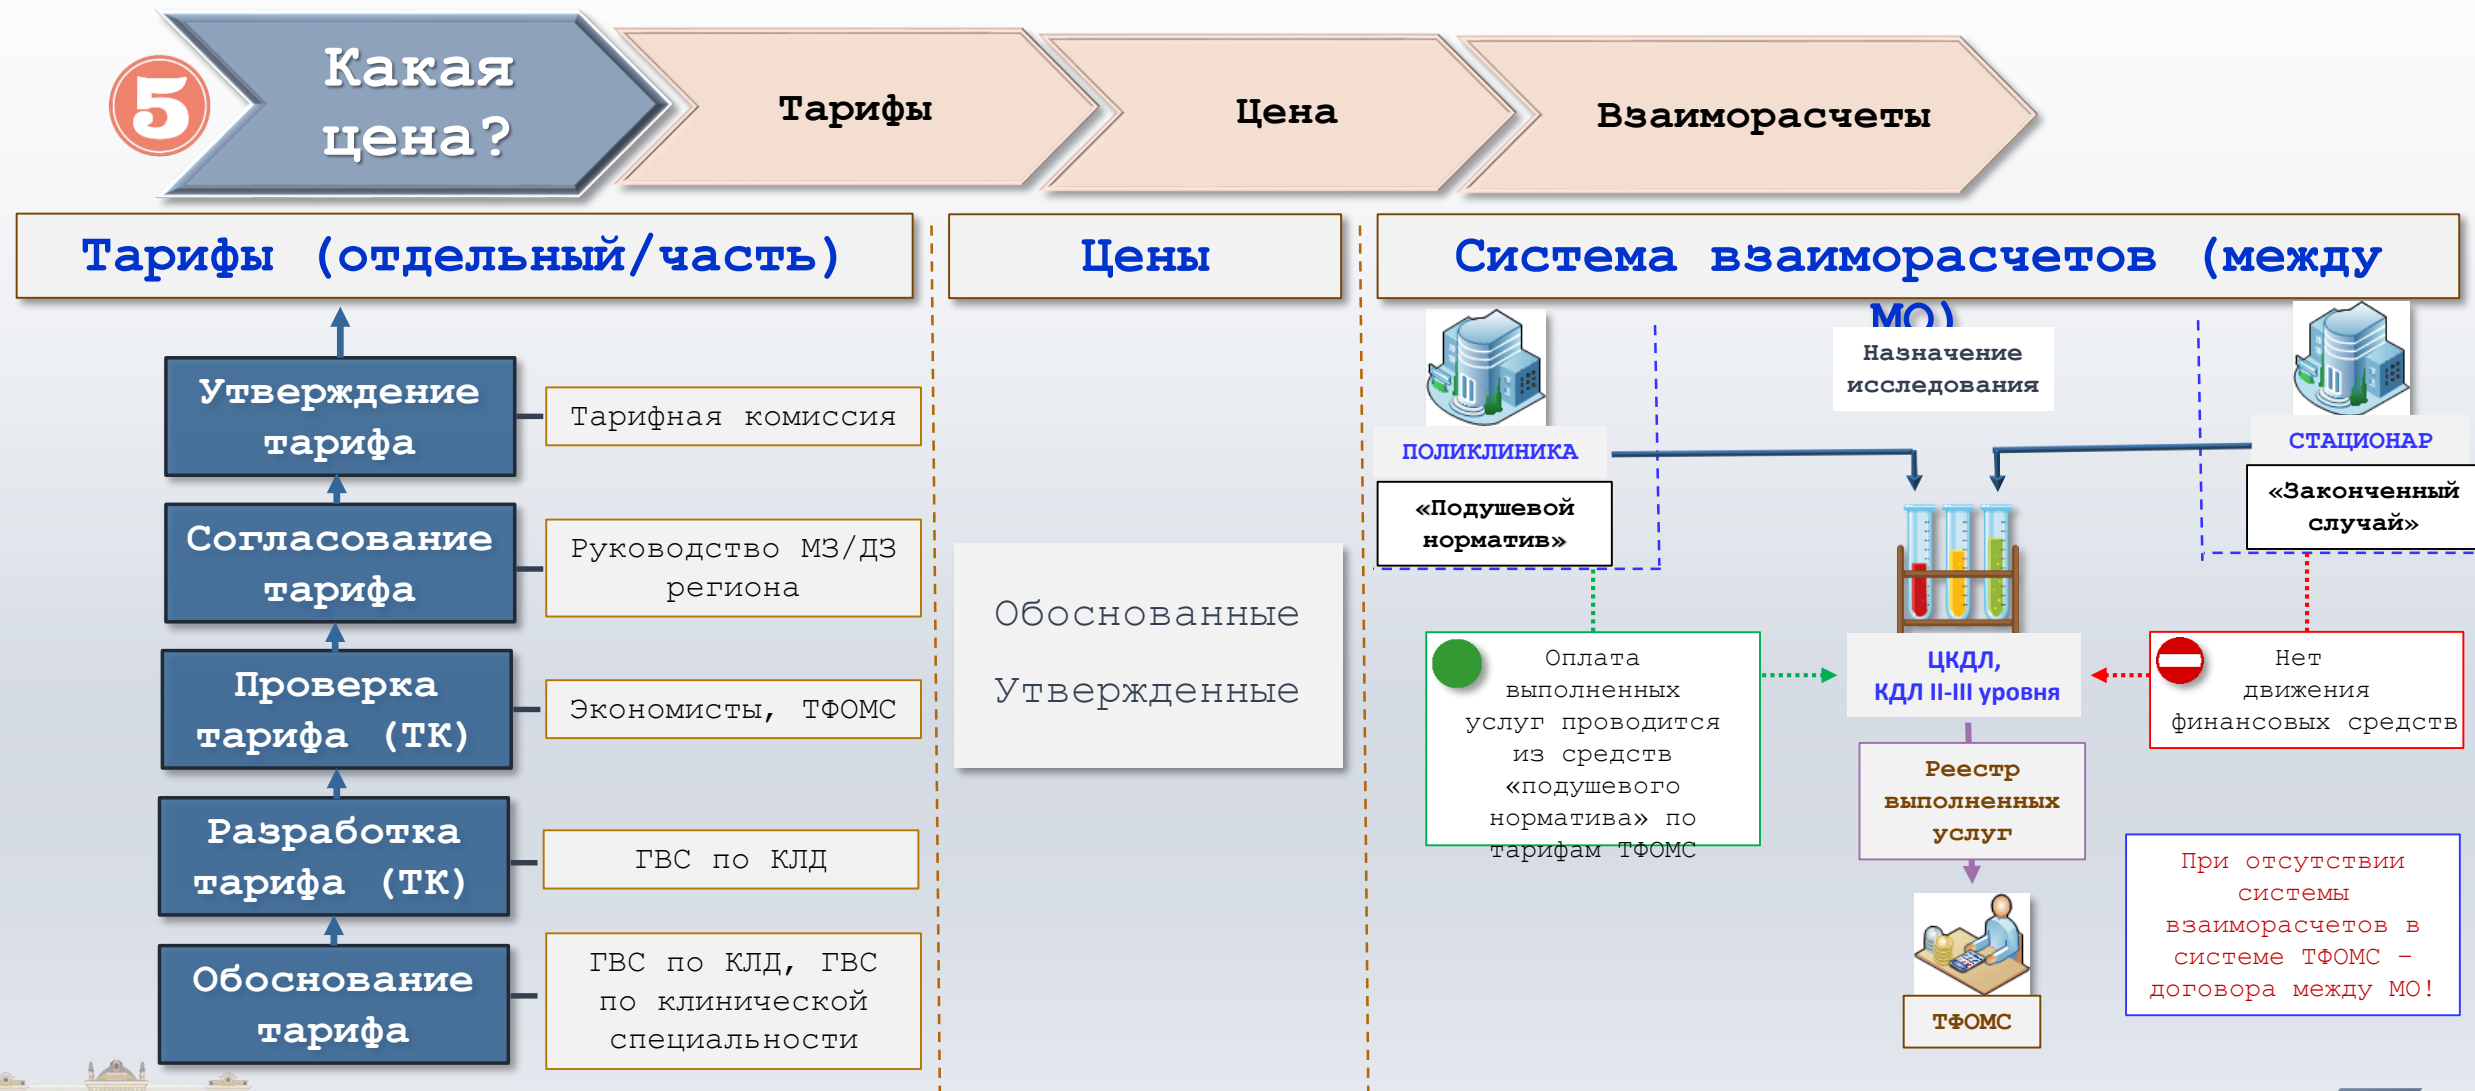 5
Какая
цена?
Тарифы
Цена
Взаиморасчеты
Тарифы (отдельный/часть)
Утверждение
тарифа
Тарифная комиссия
Согласование
тарифа
Руководство МЗ/ДЗ
региона
Проверка
тарифа (ТК)
Экономисты, ТФОМС
Разработка
тарифа (ТК)
ГВС по КЛД
Обоснование
тарифа
ГВС по КЛД, ГВС
по клинической
специальности
Цены
Обоснованные
Утвержденные
Система взаиморасчетов (между
МО)
Назначение
исследования
ПОЛИКЛИНИКА
«Подушевой
норматив»
СТАЦИОНАР
«Законченный
случай»
Оплата
выполненных
услуг проводится
из средств
«подушевого
норматива» по
тарифам ТФОМС
ЦКДЛ,
КДЛ II-III уровня
Нет
движения
финансовых средств
Реестр
выполненных
услуг
ТФОМС
При отсутствии
системы
взаиморасчетов в
системе ТФОМС –
договора между МО!